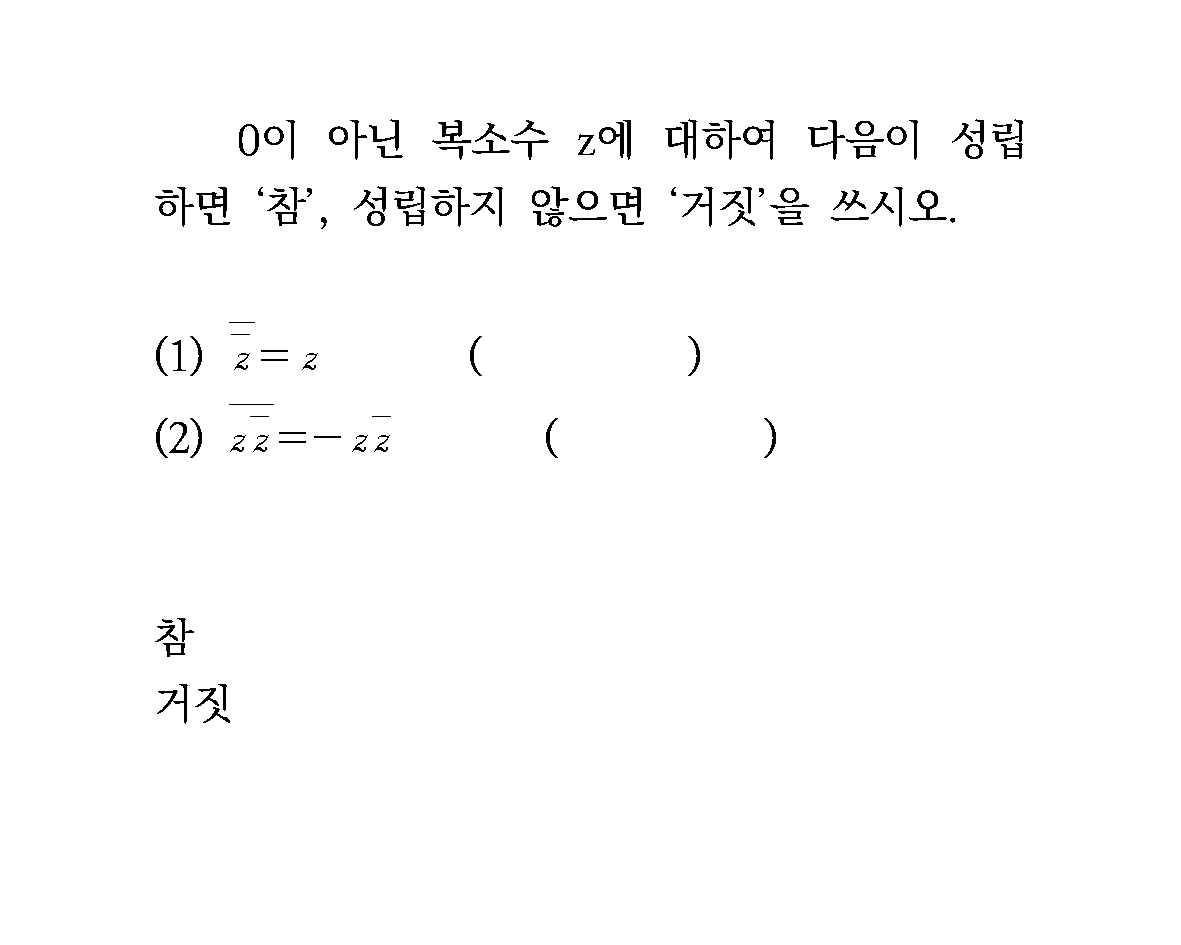 0이 아닌 복소수 z에 대하여 다음이 성립
하면 ‘참’, 성립하지 않으면 ‘거짓’을 쓰시오.
(1) $\overline{\overline{z}} = z$ ( )
(2) $\overline{z\overline{z}} = -z\overline{z}$ ( )
참
거짓